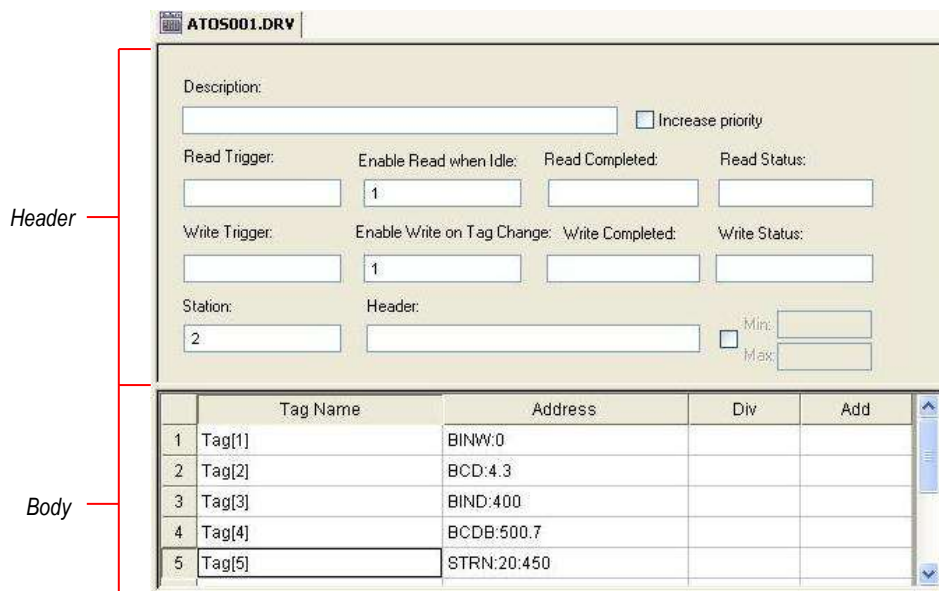 ATOS001.DRV
Description:
Increase priority
Read Trigger: Enable Read when Idle: Read Completed: Read Status:
1
Header
Write Trigger: Enable Write on Tag Change: Write Completed: Write Status:
1
Station: Header:
2
Min:
Max:
Tag Name Address Div Add
1 Tag[1] BINW:0
2 Tag[2] BCD:4.3
3 Tag[3] BIND:400
Body
4 Tag[4] BCDB:500.7
5 Tag[5] STRN:20:450